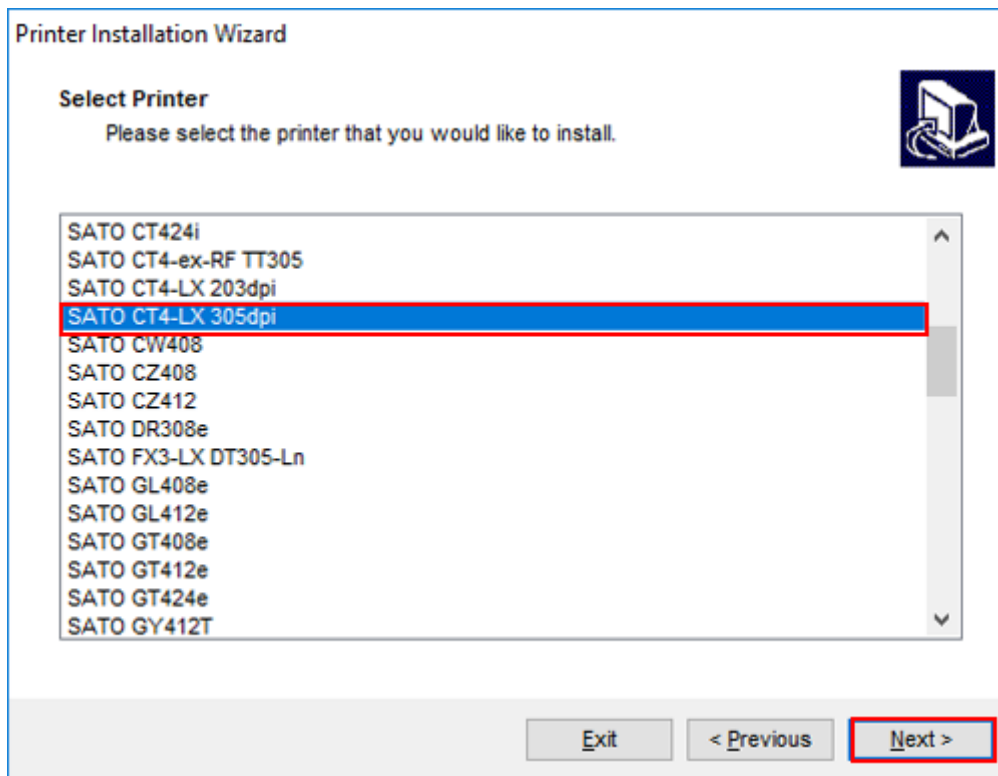 Printer Installation Wizard
Select Printer
Please select the printer that you would like to install.
SATO CT424i
SATO CT4-ex-RF TT305
SATO CT4-LX 203dpi
SATO CT4-LX 305dpi
SATO CW408
SATO CZ408
SATO CZ412
SATO DR308e
SATO FX3-LX DT305-Ln
SATO GL408e
SATO GL412e
SATO GT408e
SATO GT412e
SATO GT424e
SATO GY412T
Exit < Previous Next >